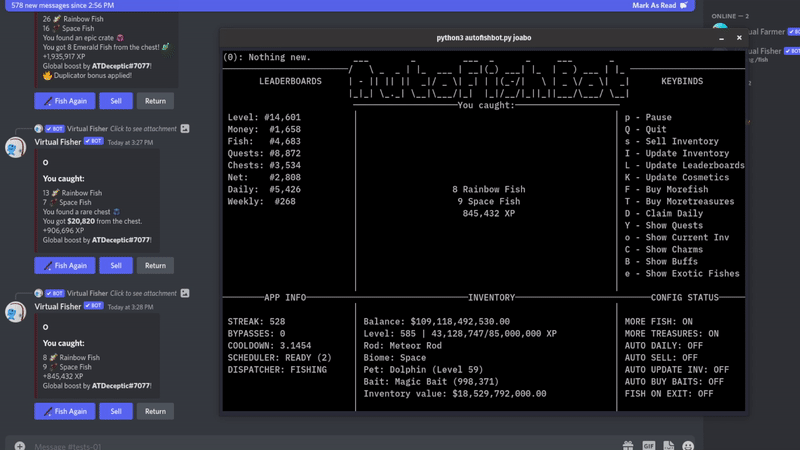 578 new messages since 2:56 PM
Mark As Read
26 Rainbow Fish
16 Space Fish
You found an epic crate
You got 8 Emerald Fish from the chest!
+1,935,917 XP
Global boost by ATDeceptic#7077!
Duplicator bonus applied!
Fish Again
Sell
Return
BOT Virtual Fisher Click to see attachment
Virtual Fisher BOT Today at 3:27 PM
O
You caught:
13 Rainbow Fish
7 Space Fish
You found a rare chest
You got $20,820 from the chest.
+906,696 XP
Global boost by ATDeceptic#7077!
Fish Again
Sell
Return
BOT Virtual Fisher Click to see attachment
Virtual Fisher BOT Today at 3:28 PM
O
You caught:
8 Rainbow Fish
9 Space Fish
+845,432 XP
Global boost by ATDeceptic#7077!
Fish Again
Sell
Return
Message #tests-01
GIF
ONLINE — 2
Virtual Farmer
Virtual Fisher
/fish
python3 autofishbot.py joabo
(0): Nothing new.
AutoFishBot
LEADERBOARDS
Level: #14,601
Money: #1,658
Fish: #4,683
Quests: #8,872
Chests: #3,534
Net: #2,808
Daily: #5,426
Weekly: #268
You caught:
8 Rainbow Fish
9 Space Fish
845,432 XP
KEYBINDS
p - Pause
Q - Quit
s - Sell Inventory
I - Update Inventory
L - Update Leaderboards
K - Update Cosmetics
F - Buy Morefish
T - Buy Moretreasures
D - Claim Daily
Y - Show Quests
o - Show Current Inv
C - Show Charms
B - Show Buffs
e - Show Exotic Fishes
APP INFO
STREAK: 528
BYPASSES: 0
COOLDOWN: 3.1454
SCHEDULER: READY (2)
DISPATCHER: FISHING
INVENTORY
Balance: $109,118,492,530.00
Level: 585 | 43,128,747/85,000,000 XP
Rod: Meteor Rod
Biome: Space
Pet: Dolphin (Level 59)
Bait: Magic Bait (998,371)
Inventory value: $18,529,792,000.00
CONFIG STATUS
MORE FISH: ON
MORE TREASURES: ON
AUTO DAILY: OFF
AUTO SELL: OFF
AUTO UPDATE INV: OFF
AUTO BUY BAITS: OFF
FISH ON EXIT: OFF